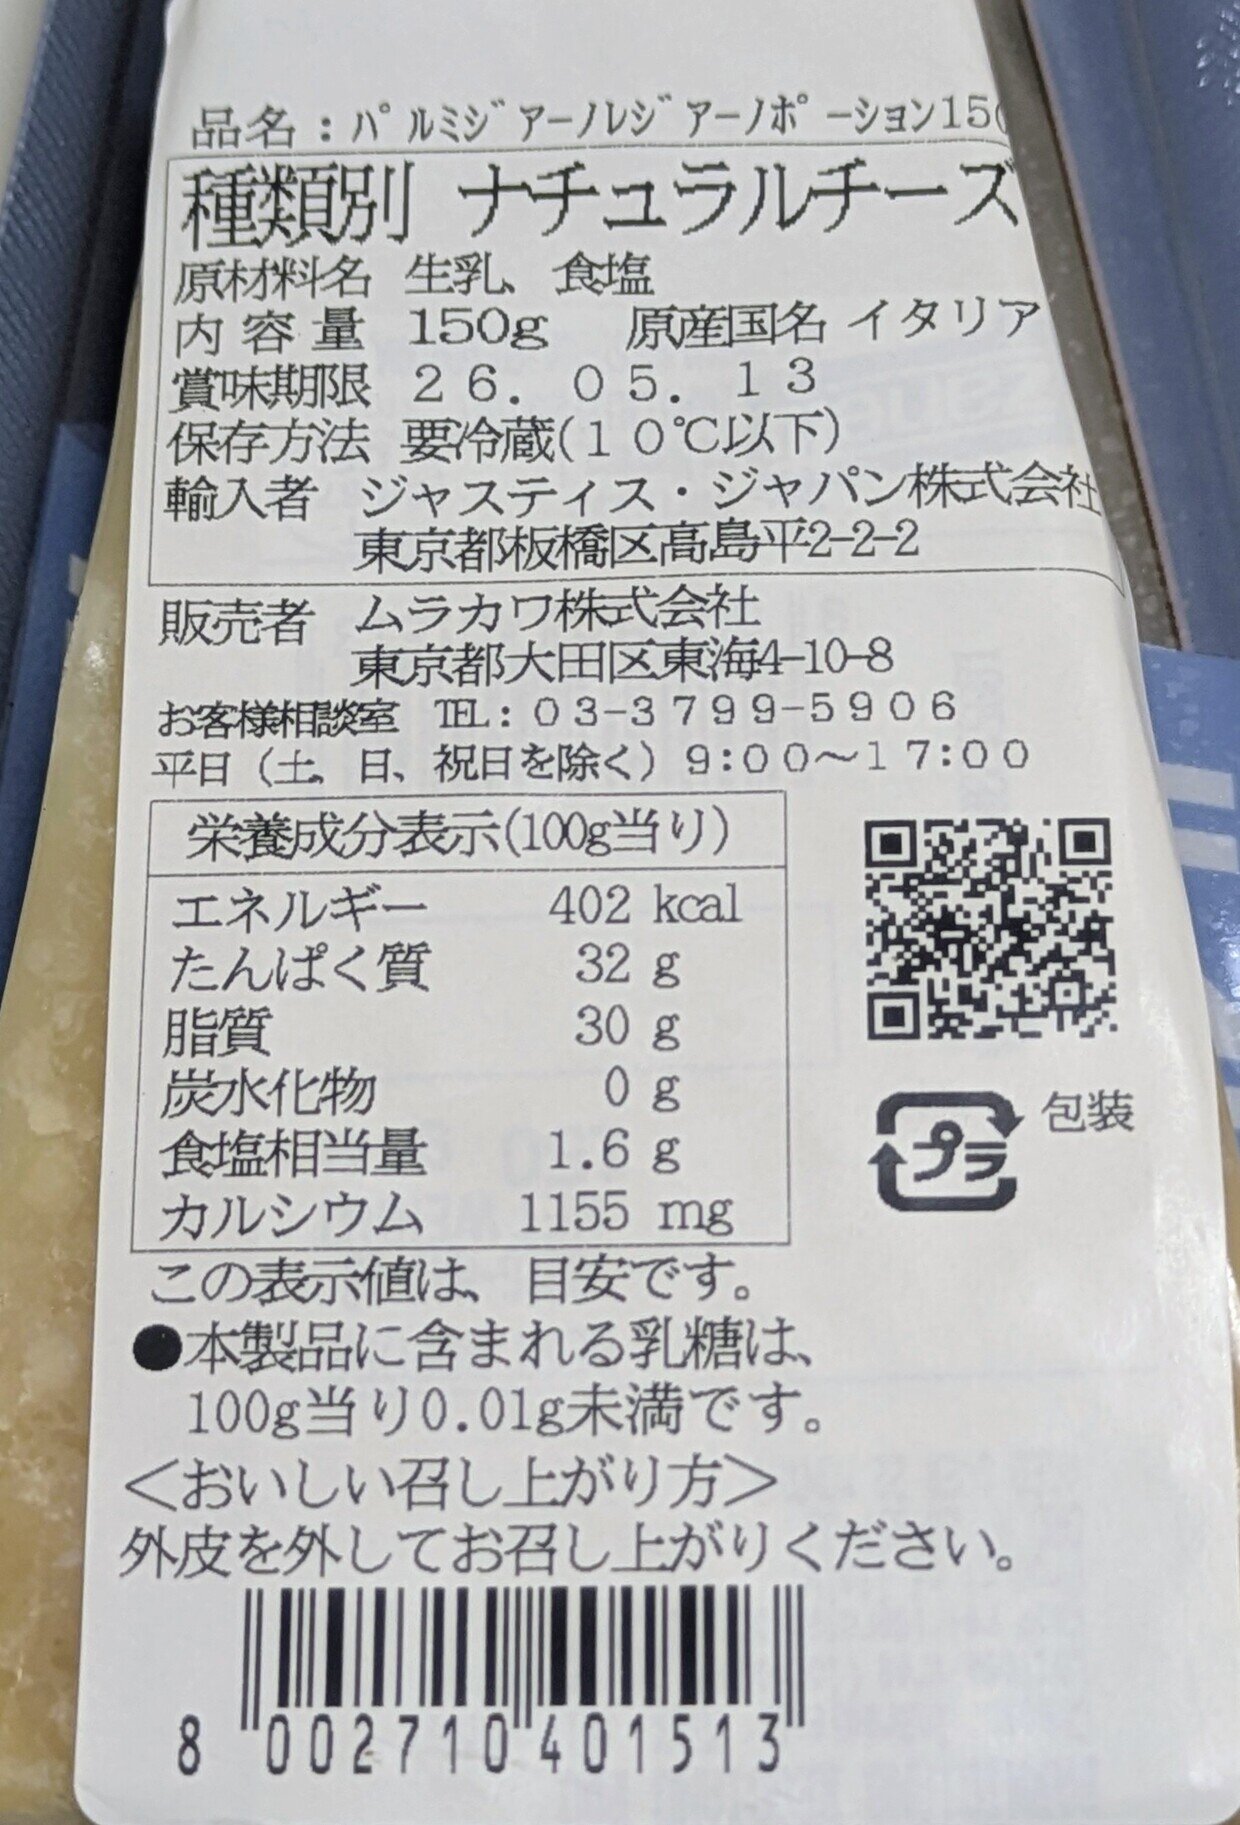 品名：パルミジアーノレジアーノポーション15
種類別 ナチュラルチーズ
原材料名 生乳、食塩
内容量 150g 原産国名 イタリア
賞味期限 26．05．13
保存方法 要冷蔵(10℃以下)
輸入者 ジャスティス・ジャパン株式会社
東京都板橋区高島平2-2-2
販売者 ムラカワ株式会社
東京都大田区東海4-10-8
お客様相談室 TEL：03-3799-5906
平日（土、日、祝日を除く）9:00～17:00
栄養成分表示(100g当り)
エネルギー 402 kcal
たんぱく質 32 g
脂質 30 g
炭水化物 0 g
食塩相当量 1.6 g
カルシウム 1155 mg
プラ 包装
この表示値は、目安です。
●本製品に含まれる乳糖は、
100g当り0.01g未満です。
＜おいしい召し上がり方＞
外皮を外してお召し上がりください。
8 002710 401513